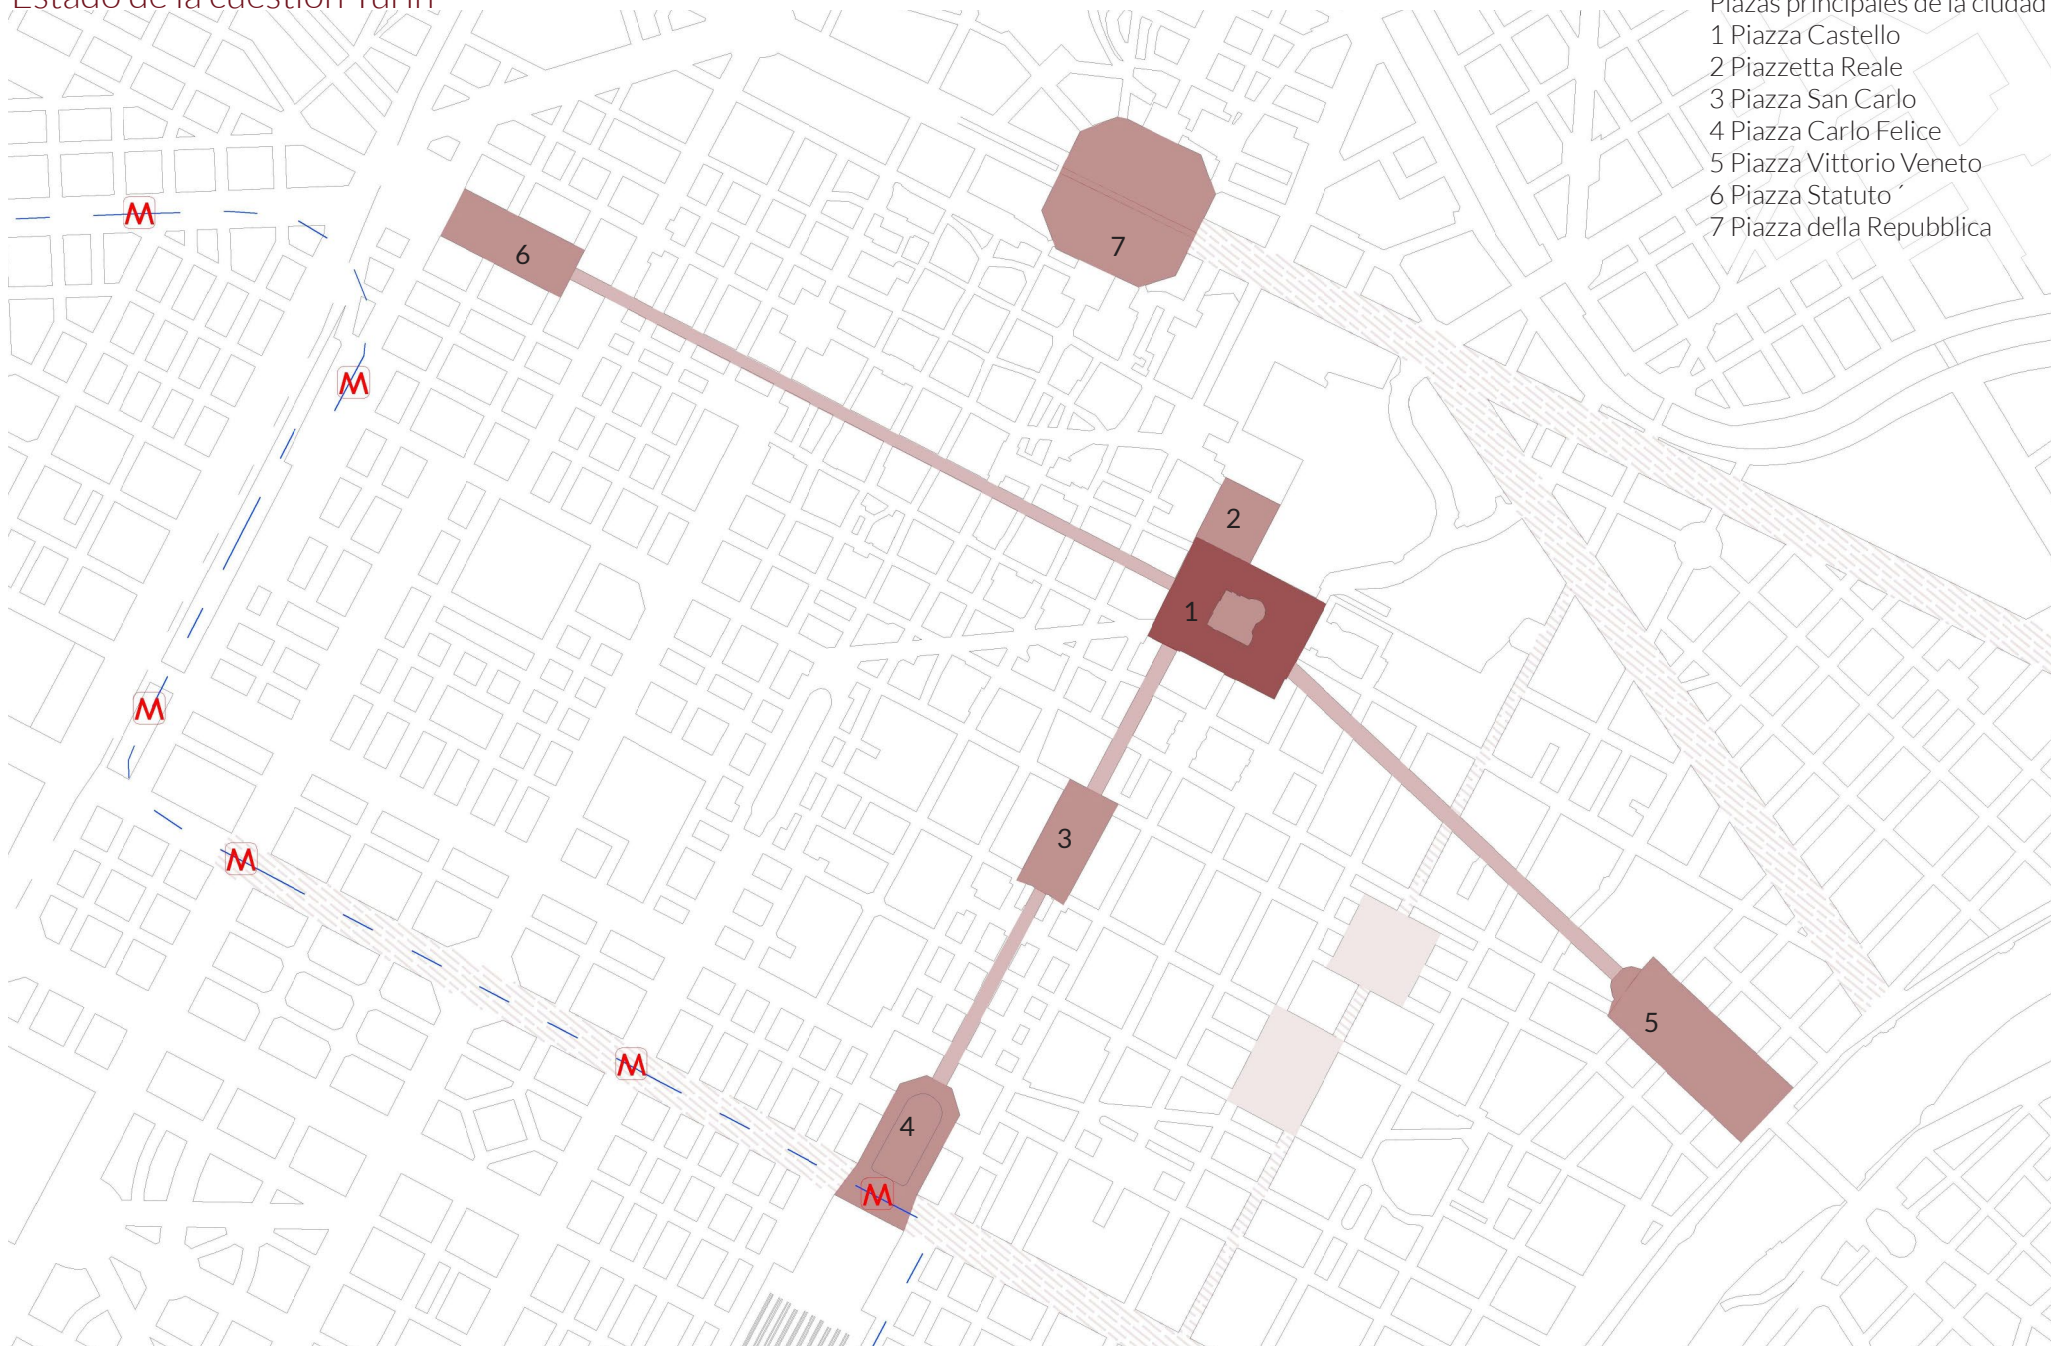 Estado de la cuestión Turín
Plazas principales de la ciudad
1 Piazza Castello
2 Piazzetta Reale
3 Piazza San Carlo
4 Piazza Carlo Felice
5 Piazza Vittorio Veneto
6 Piazza Statuto ´
7 Piazza della Repubblica
7
M
6
M
2
1
M
3
M
5
M
4
M